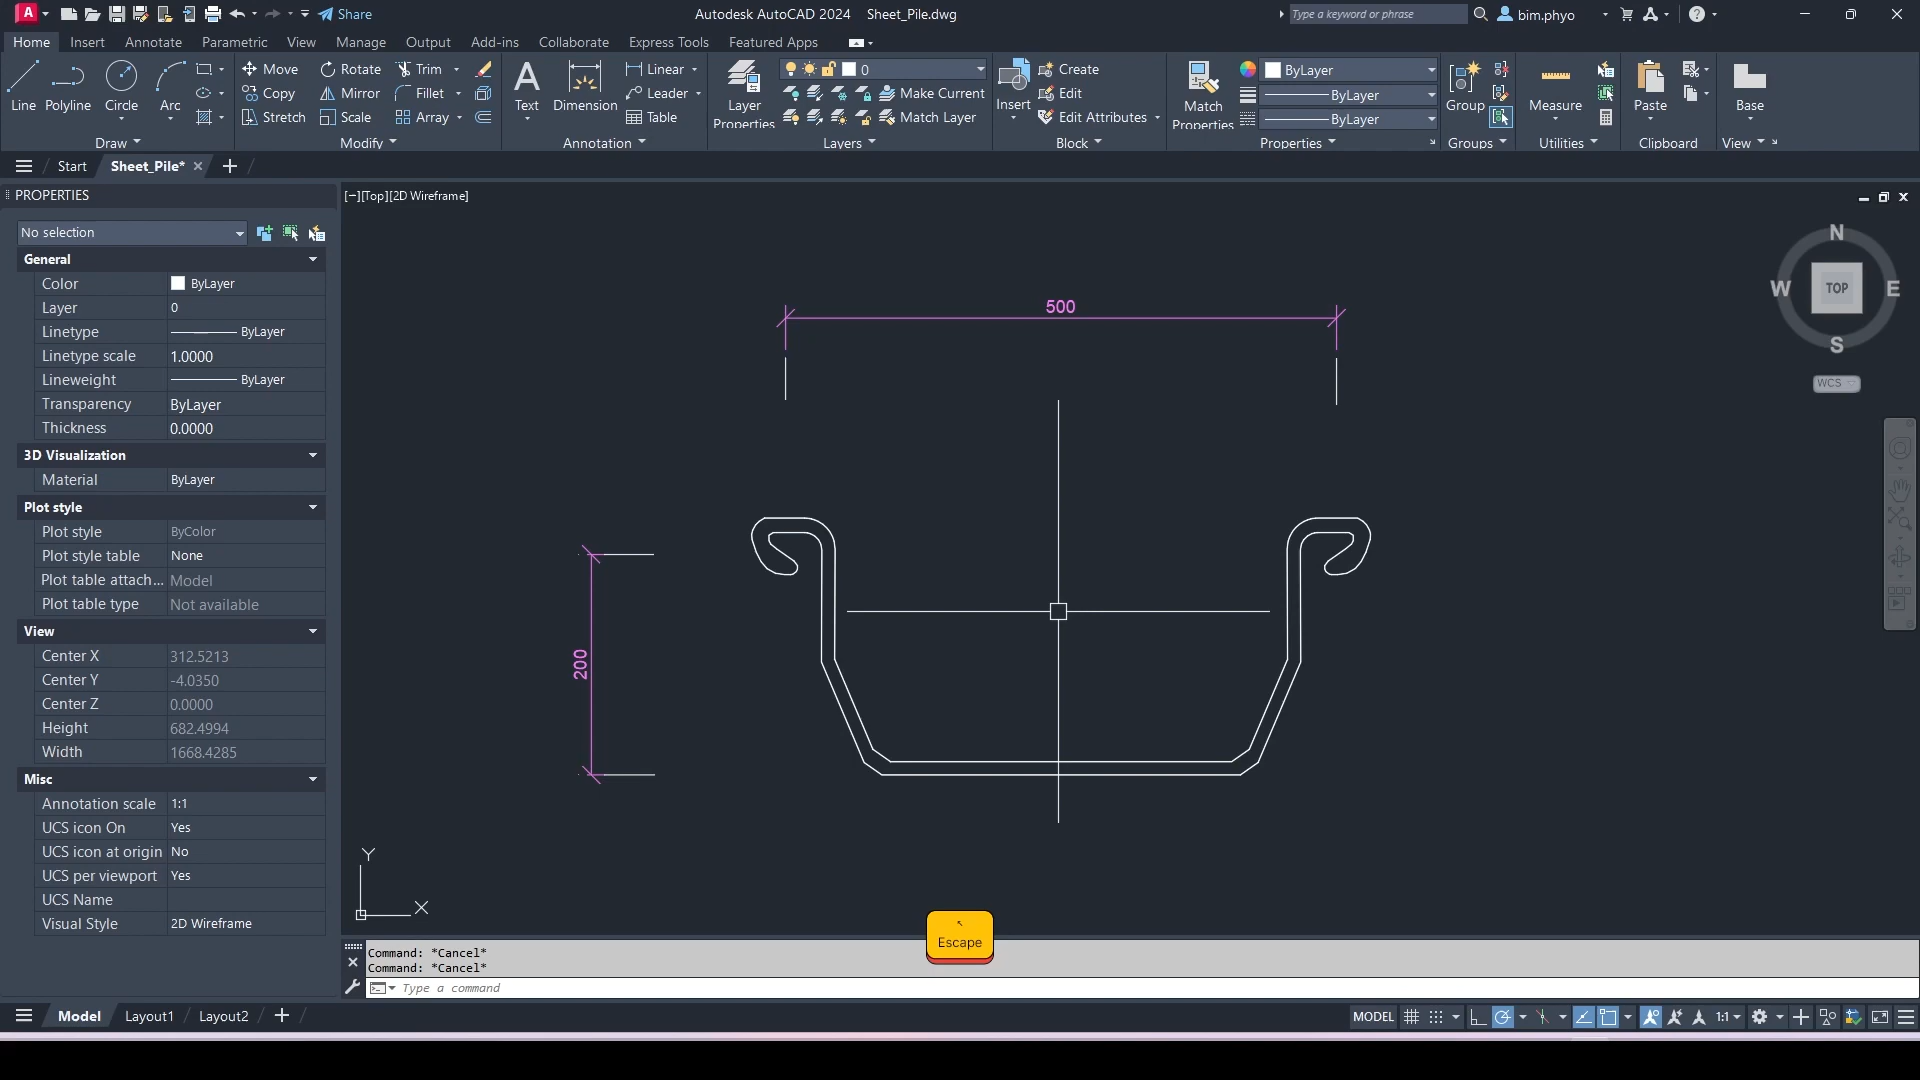 Share
Autodesk AutoCAD 2024 Sheet_Pile.dwg
Type a keyword or phrase
bim.phyo
Home Insert Annotate Parametric View Manage Output Add-ins Collaborate Express Tools Featured Apps
Line Polyline Circle Arc
Move Rotate Trim
Copy Mirror Fillet
Stretch Scale Array
Text Dimension
Linear
Leader
Table
Layer Properties
0
Make Current
Match Layer
Insert
Create
Edit
Edit Attributes
Match Properties
ByLayer
ByLayer
ByLayer
Group
Measure
Paste
Base
Draw Modify Annotation Layers Block Properties Groups Utilities Clipboard View
Start Sheet_Pile*
PROPERTIES
No selection
General
Color ByLayer
Layer 0
Linetype ByLayer
Linetype scale 1.0000
Lineweight ByLayer
Transparency ByLayer
Thickness 0.0000
3D Visualization
Material ByLayer
Plot style
Plot style ByColor
Plot style table None
Plot table attach... Model
Plot table type Not available
View
Center X 312.5213
Center Y -4.0350
Center Z 0.0000
Height 682.4994
Width 1668.4285
Misc
Annotation scale 1:1
UCS icon On Yes
UCS icon at origin No
UCS per viewport Yes
UCS Name
Visual Style 2D Wireframe
[−][Top][2D Wireframe]
N
W TOP E
S
WCS
500
200
Y
X
Escape
Command: *Cancel*
Command: *Cancel*
Type a command
Model Layout1 Layout2
MODEL
1:1